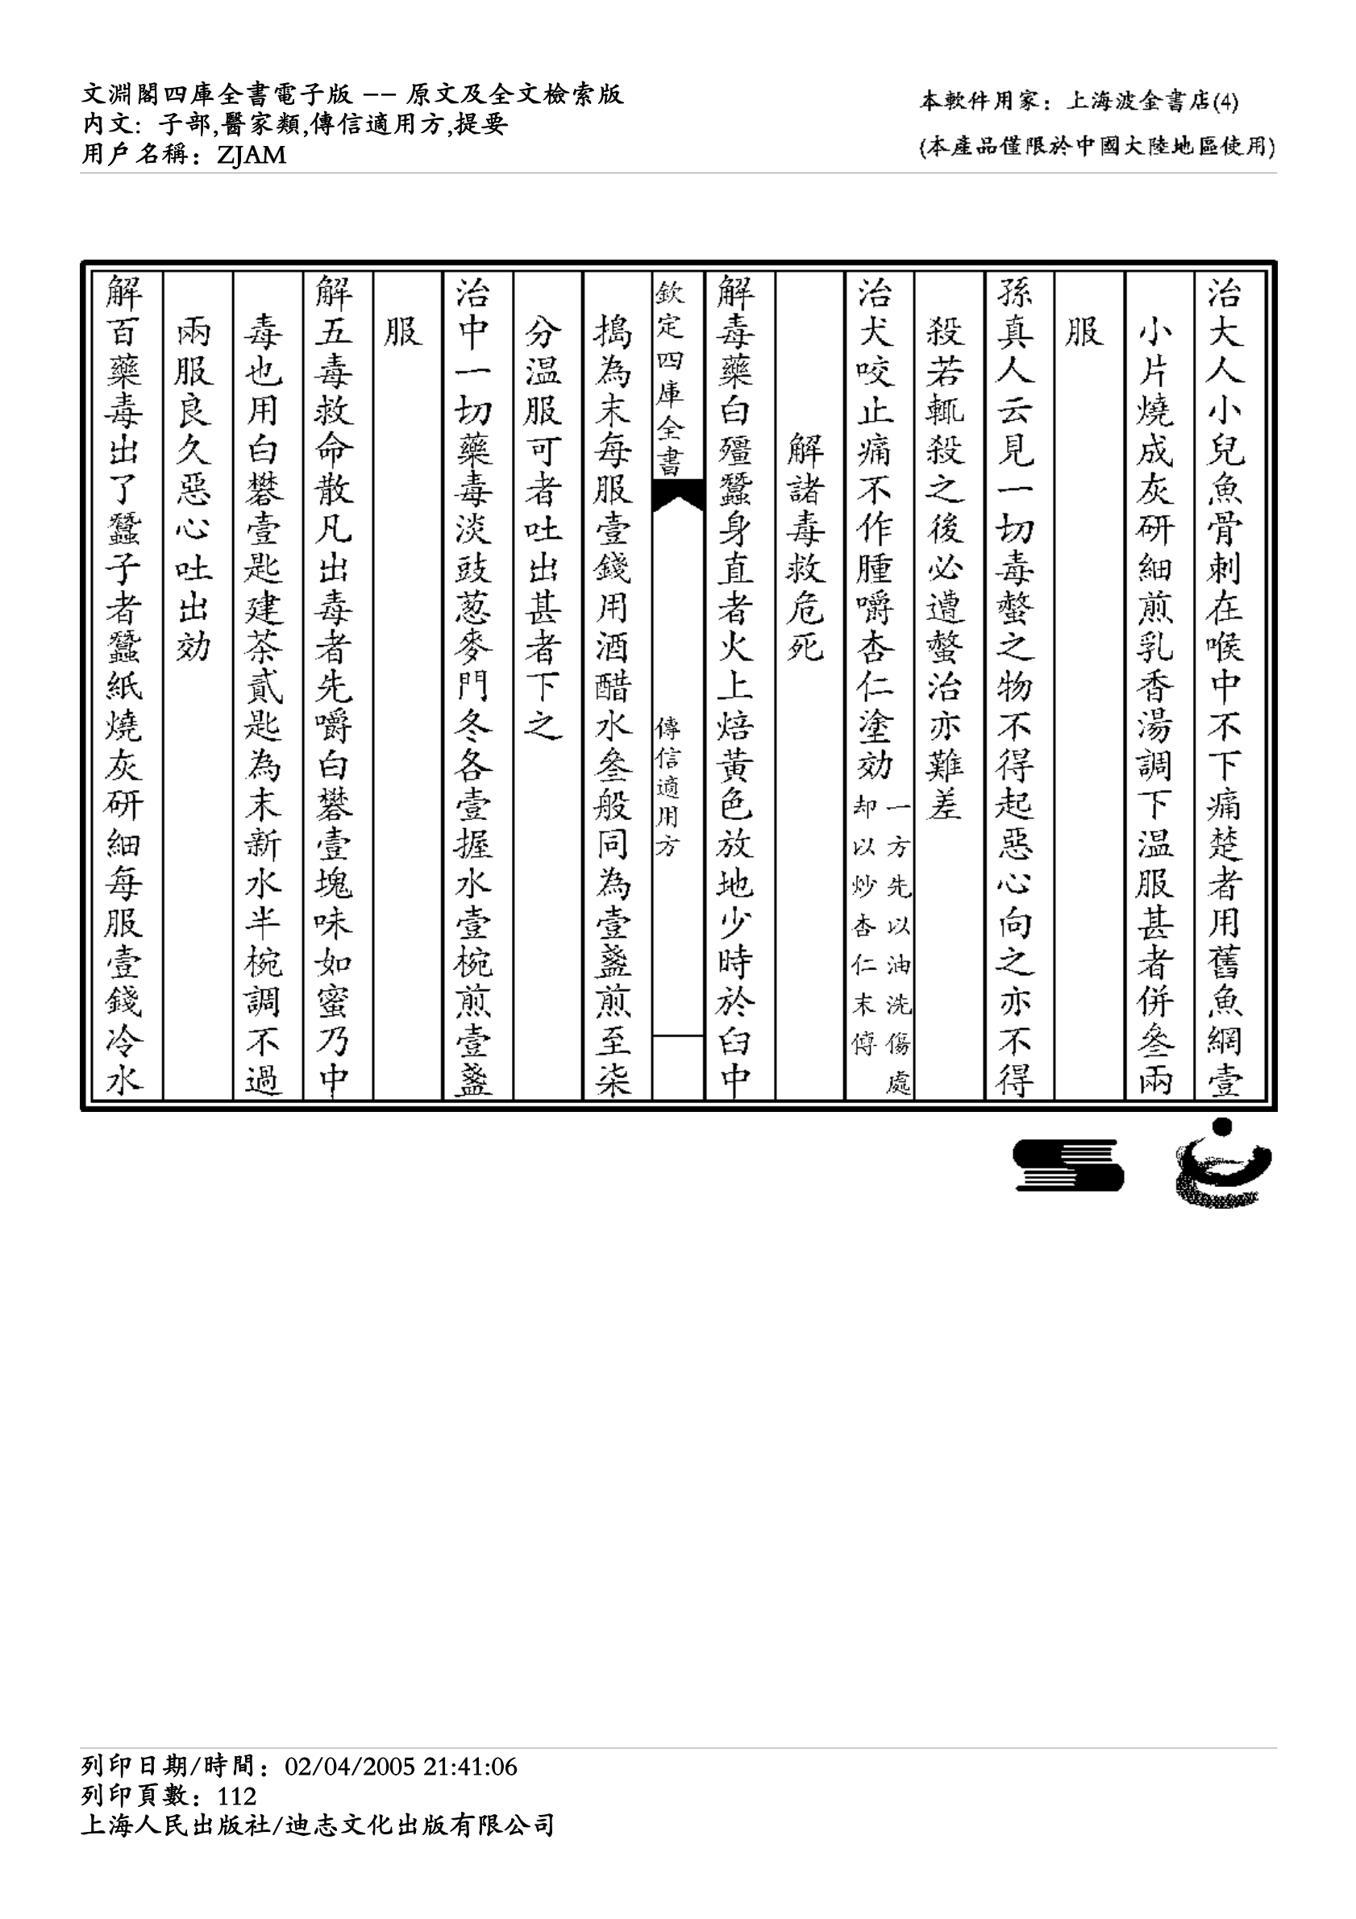 文淵閣四庫全書電子版 -- 原文及全文檢索版
内文: 子部,醫家類,傳信適用方,提要
用戶名稱: ZJAM
本軟件用家: 上海波金書店(4)
(本產品僅限於中國大陸地區使用)
治大人小兒魚骨刺在喉中不下痛楚者用舊魚網壹
小片燒成灰研細煎乳香湯調下溫服甚者併叄兩
服
孫真人云見一切毒螫之物不得起惡心向之亦不得
殺若輒殺之後必遭螫治亦難差
治犬咬止痛不作腫嚼杏仁塗効一方先以油洗傷處
却以炒杏仁末傅
解諸毒救危死
解毒藥白殭蠶身直者火上焙黃色放地少時於臼中
欽定四庫全書
傳信適用方
搗為末每服壹錢用酒醋水叄般同為壹盞煎至柒
分溫服可者吐出甚者下之
治中一切藥毒淡豉葱麥門冬各壹握水壹椀煎壹盞
服
解五毒救命散凡出毒者先嚼白礬壹塊味如蜜乃中
毒也用白礬壹匙建茶貳匙為末新水半椀調不過
兩服良久惡心吐出効
解百藥毒出了蠶子者蠶紙燒灰研細每服壹錢冷水
列印日期/時間: 02/04/2005 21:41:06
列印頁數: 112
上海人民出版社/迪志文化出版有限公司